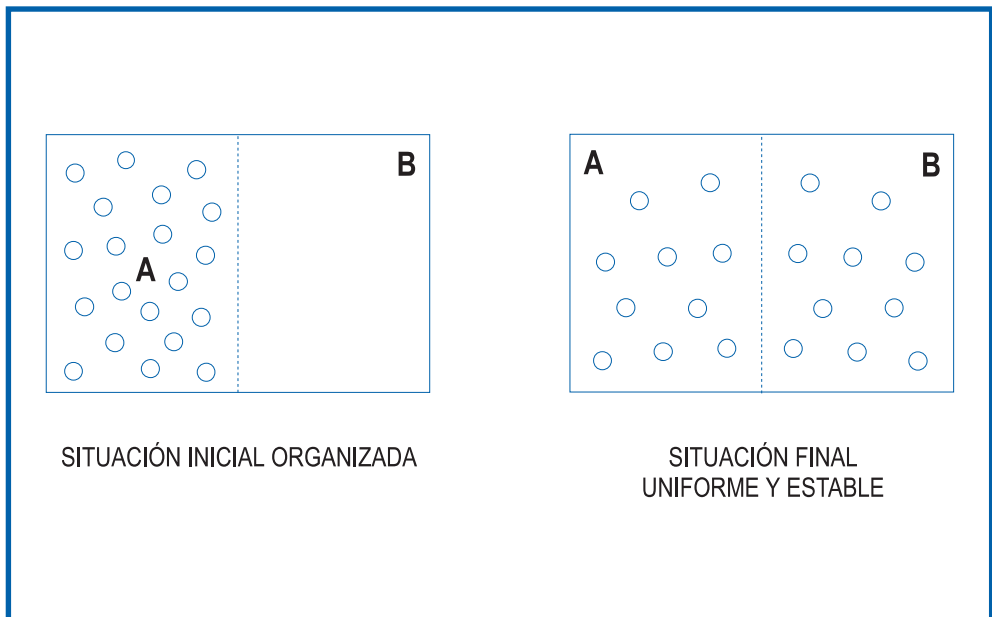 A
B
SITUACIÓN INICIAL ORGANIZADA
A
B
SITUACIÓN FINAL
UNIFORME Y ESTABLE